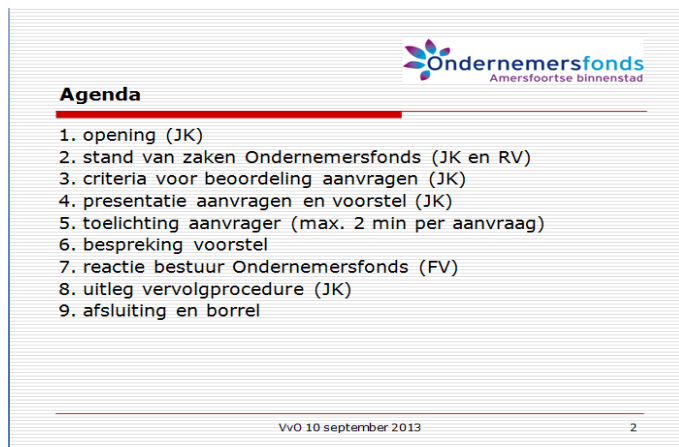 Ondernemersfonds
Amersfoortse binnenstad
Agenda
1. opening (JK)
2. stand van zaken Ondernemersfonds (JK en RV)
3. criteria voor beoordeling aanvragen (JK)
4. presentatie aanvragen en voorstel (JK)
5. toelichting aanvrager (max. 2 min per aanvraag)
6. bespreking voorstel
7. reactie bestuur Ondernemersfonds (FV)
8. uitleg vervolgprocedure (JK)
9. afsluiting en borrel
VvO 10 september 2013
2